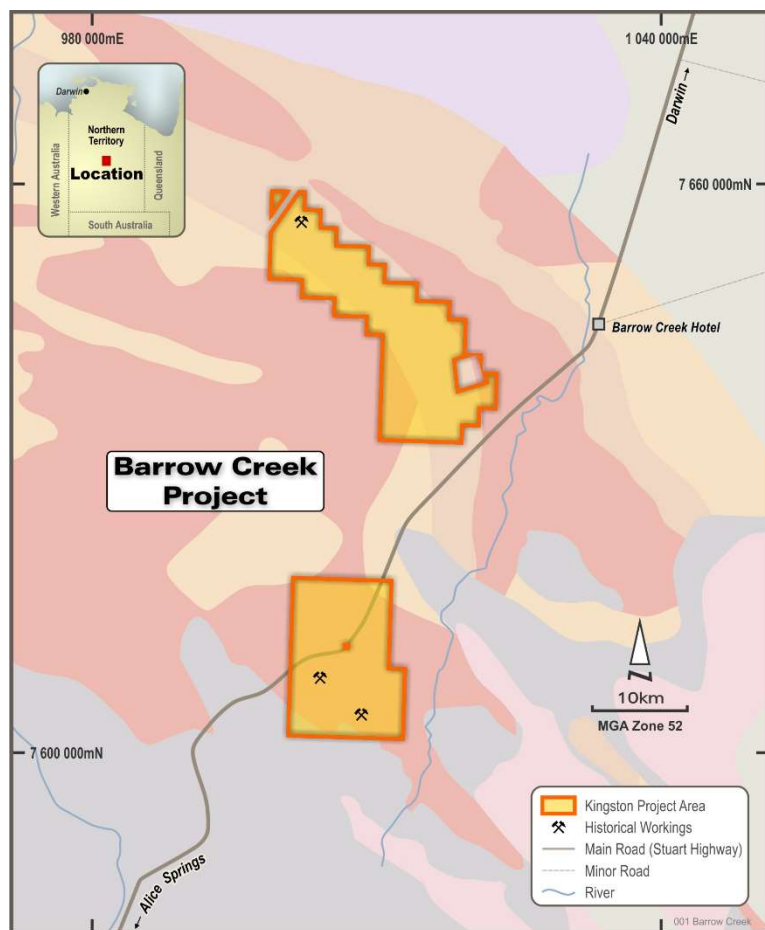 980 000mE
1 040 000mE
Darwin
Northern
Territory
Location
Western Australia
Queensland
South Australia
Darwin →
7 660 000mN
Barrow Creek Hotel
Barrow Creek
Project
N
10km
MGA Zone 52
7 600 000mN
← Alice Springs
Kingston Project Area
Historical Workings
Main Road (Stuart Highway)
Minor Road
River
001 Barrow Creek